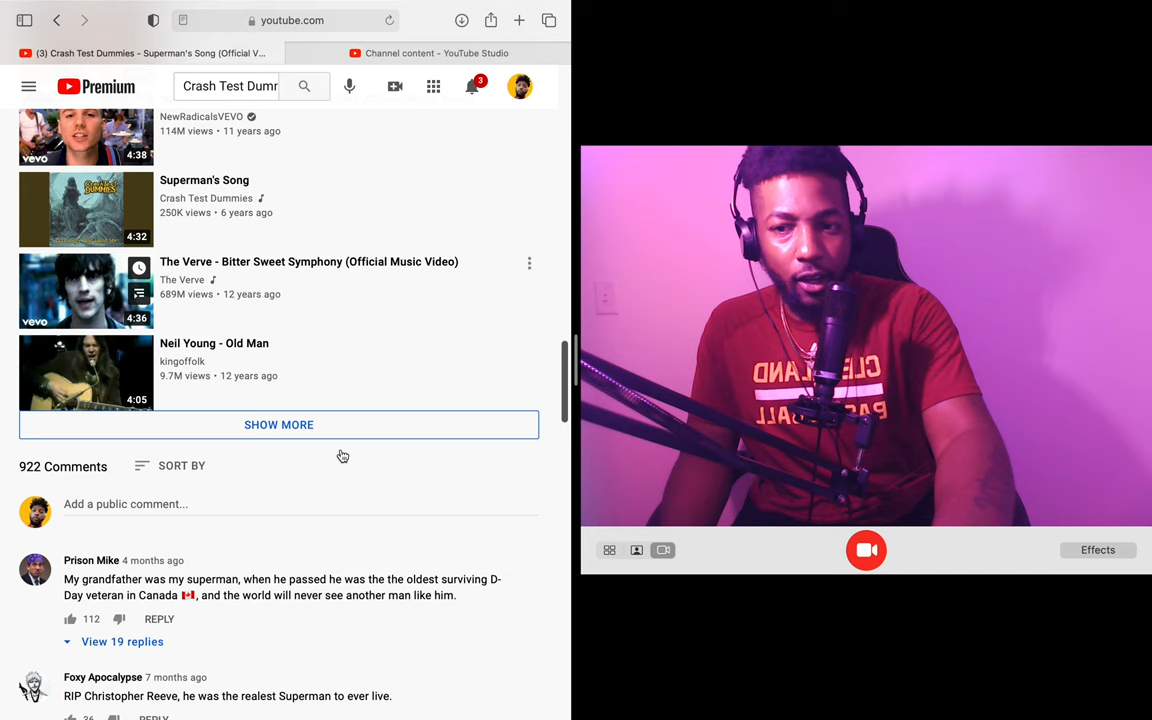 youtube.com
(3) Crash Test Dummies - Superman's Song (Official V...
Channel content - YouTube Studio
Premium
Crash Test Dumr
3
NewRadicalsVEVO
114M views • 11 years ago
vevo
4:38
Superman's Song
Crash Test Dummies
250K views • 6 years ago
4:32
The Verve - Bitter Sweet Symphony (Official Music Video)
The Verve
689M views • 12 years ago
vevo
4:36
Neil Young - Old Man
kingoffolk
9.7M views • 12 years ago
4:05
SHOW MORE
922 Comments
SORT BY
Add a public comment...
Prison Mike 4 months ago
My grandfather was my superman, when he passed he was the the oldest surviving D-
Day veteran in Canada 🇨🇦, and the world will never see another man like him.
112
REPLY
View 19 replies
Foxy Apocalypse 7 months ago
RIP Christopher Reeve, he was the realest Superman to ever live.
36
REPLY
CLEVELAND
Effects